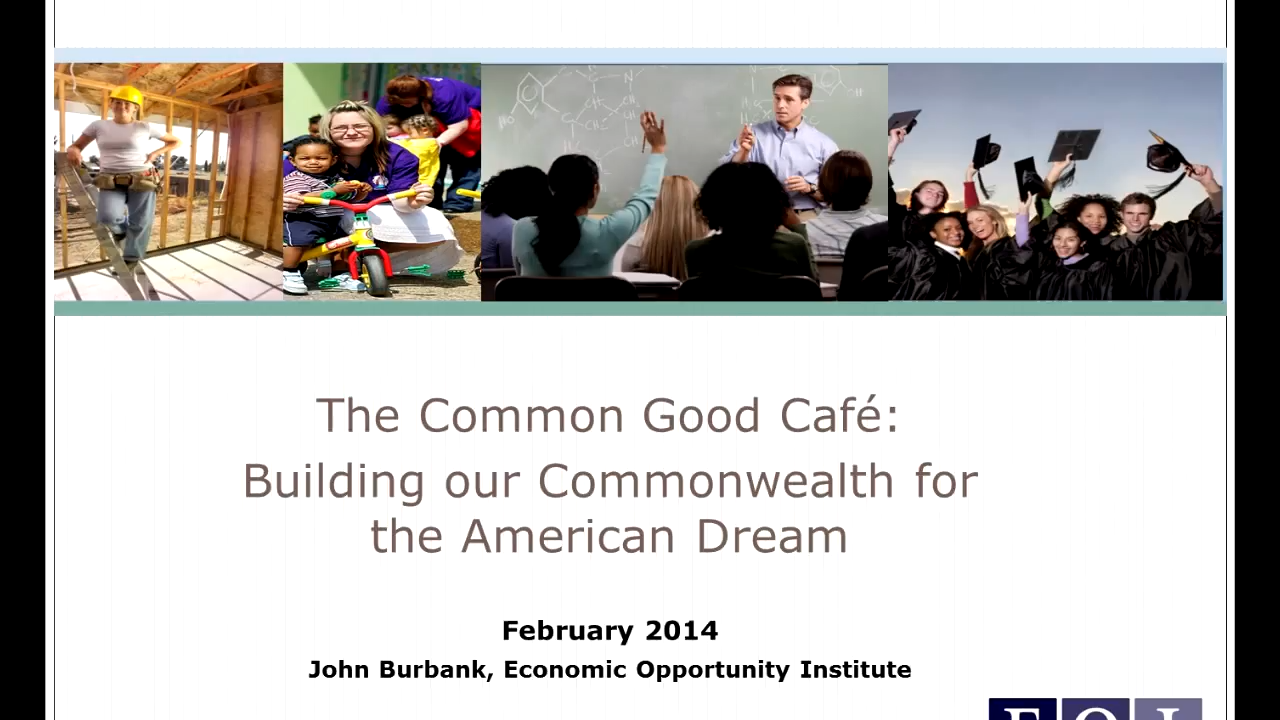 The Common Good Café:
Building our Commonwealth for
the American Dream
February 2014
John Burbank, Economic Opportunity Institute
E O I